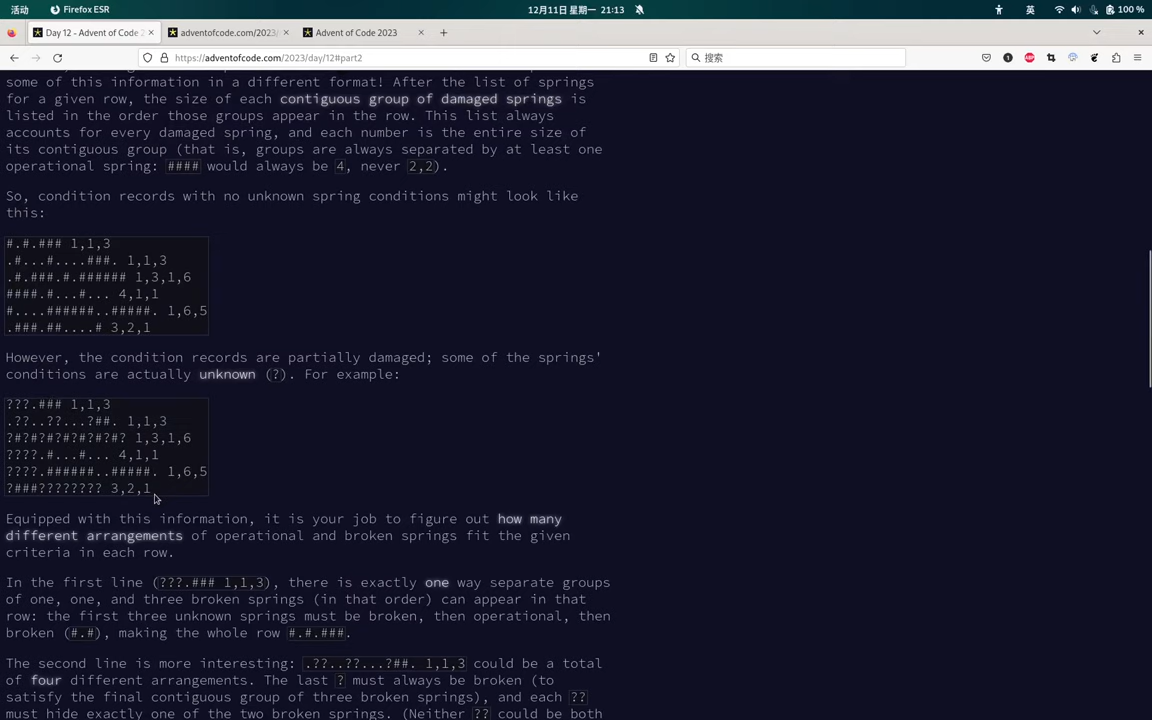 活动 Firefox ESR 12月11日 星期一 21:13 英 100 %
Day 12 - Advent of Code 2 adventofcode.com/2023/ Advent of Code 2023
https://adventofcode.com/2023/day/12#part2 搜索
some of this information in a different format! After the list of springs
for a given row, the size of each contiguous group of damaged springs is
listed in the order those groups appear in the row. This list always
accounts for every damaged spring, and each number is the entire size of
its contiguous group (that is, groups are always separated by at least one
operational spring: #### would always be 4, never 2,2).
So, condition records with no unknown spring conditions might look like
this:
#.#.### 1,1,3
.#...#....###. 1,1,3
.#.###.#.###### 1,3,1,6
####.#...#... 4,1,1
#....######..#####. 1,6,5
.###.##....# 3,2,1
However, the condition records are partially damaged; some of the springs'
conditions are actually unknown (?). For example:
???.### 1,1,3
.??..??...?##. 1,1,3
?#?#?#?#?#?#?#? 1,3,1,6
????.#...#... 4,1,1
????.######..#####. 1,6,5
?###???????? 3,2,1
Equipped with this information, it is your job to figure out how many
different arrangements of operational and broken springs fit the given
criteria in each row.
In the first line (???.### 1,1,3), there is exactly one way separate groups
of one, one, and three broken springs (in that order) can appear in that
row: the first three unknown springs must be broken, then operational, then
broken (#.#), making the whole row #.#.###.
The second line is more interesting: .??..??...?##. 1,1,3 could be a total
of four different arrangements. The last ? must always be broken (to
satisfy the final contiguous group of three broken springs), and each ??
must hide exactly one of the two broken springs. (Neither ?? could be both